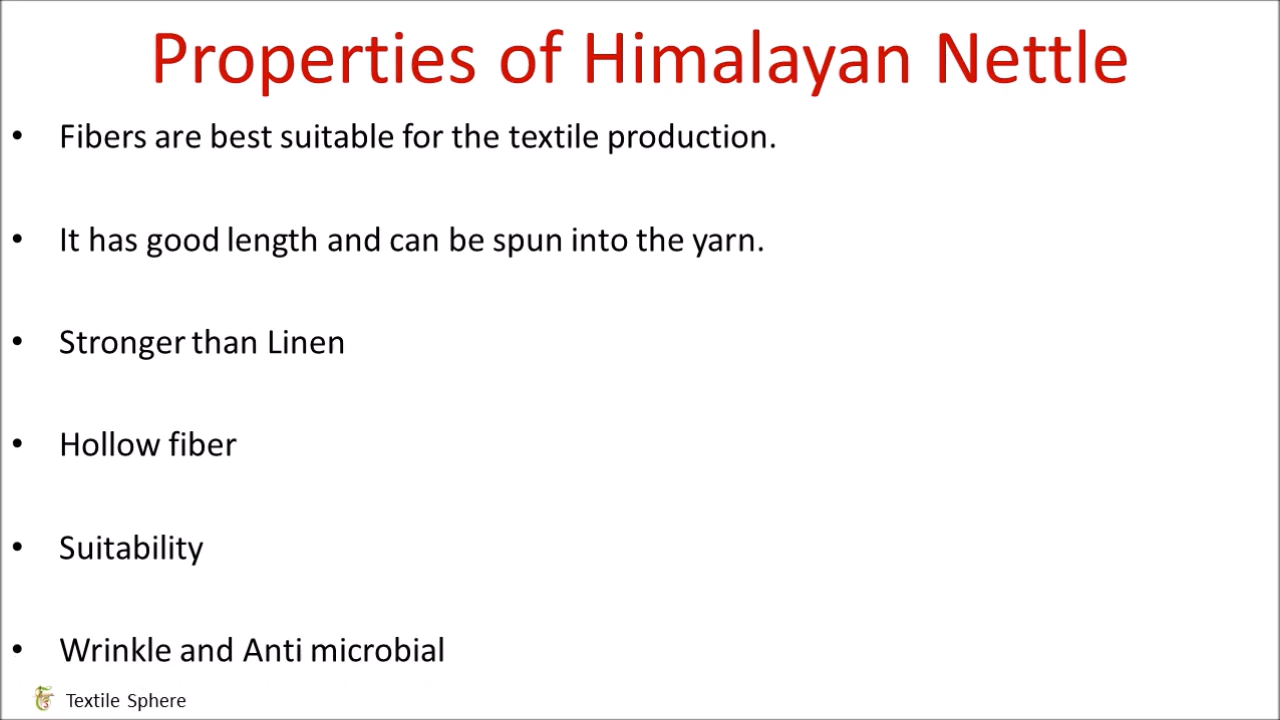 Properties of Himalayan Nettle
• Fibers are best suitable for the textile production.
• It has good length and can be spun into the yarn.
• Stronger than Linen
• Hollow fiber
• Suitability
• Wrinkle and Anti microbial
Textile Sphere